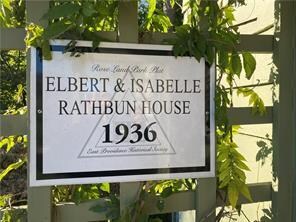 Rose Land Park Plat
ELBERT & ISABELLE
RATHBUN HOUSE
1936
East Providence Historical Society